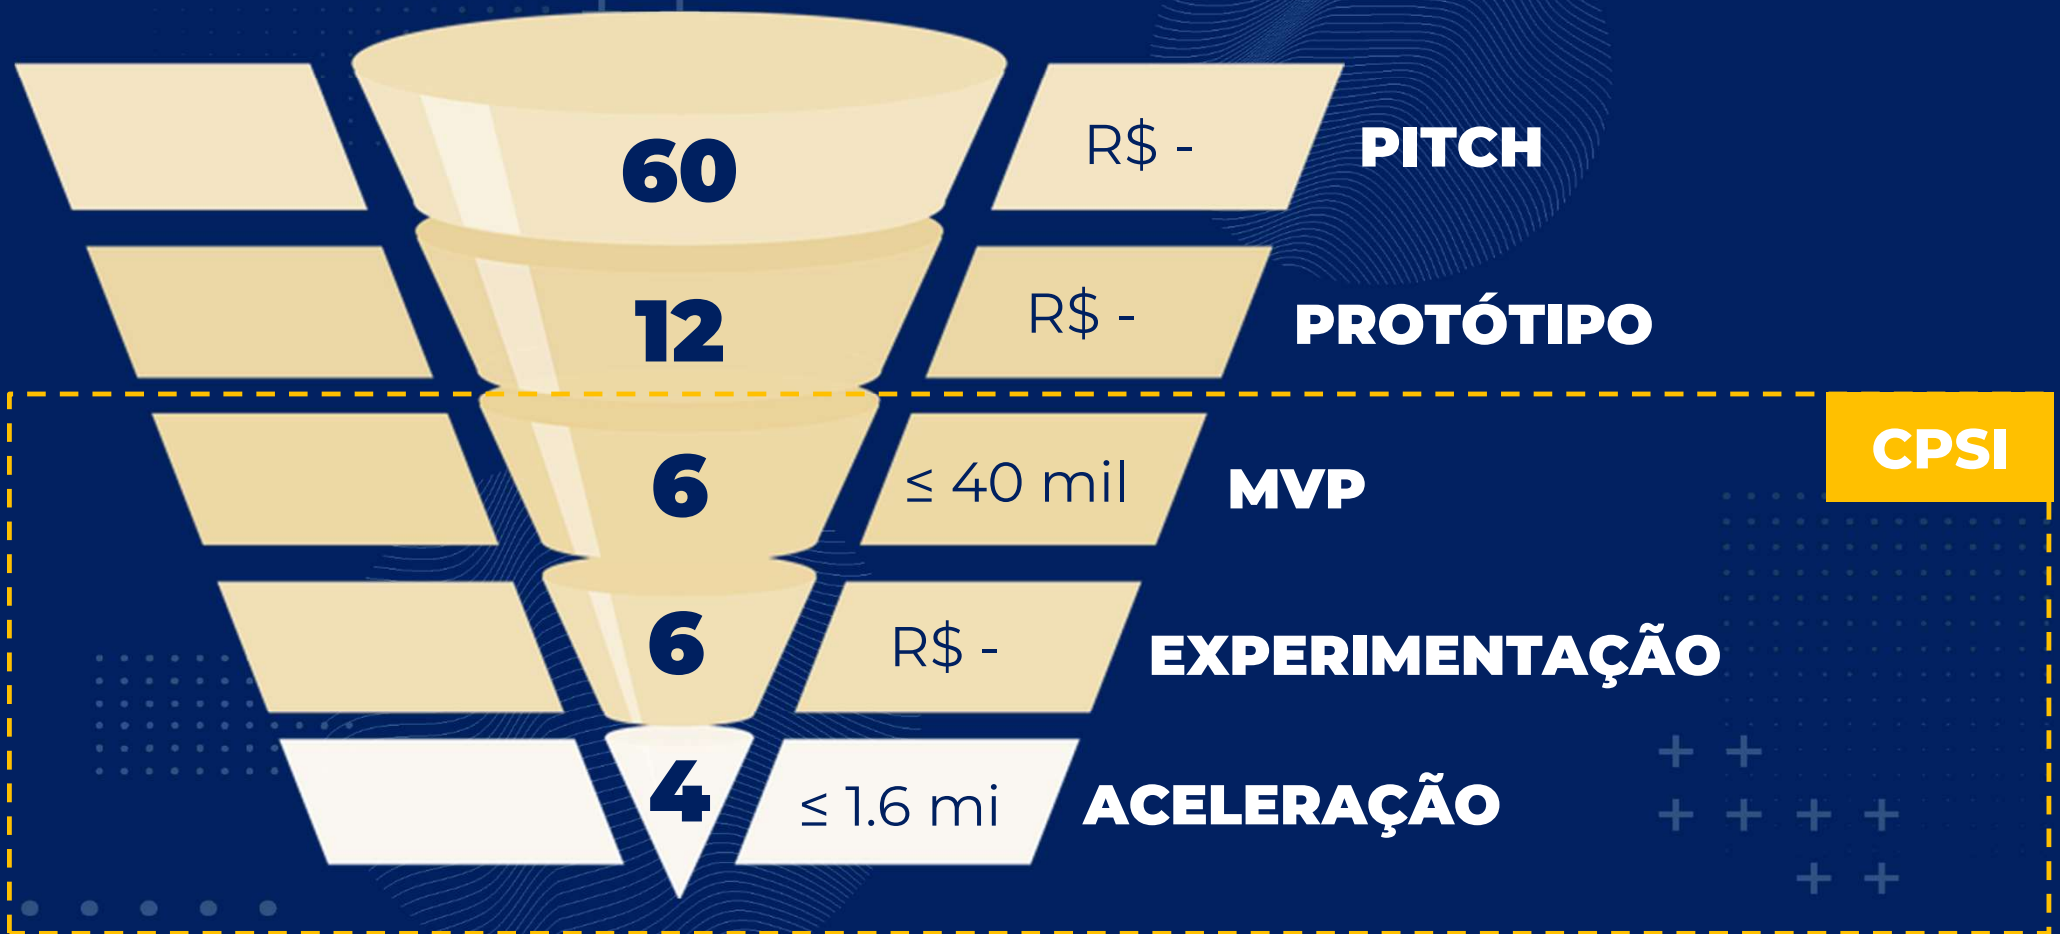 60 R$ - PITCH
12 R$ - PROTÓTIPO
CPSI
6 ≤ 40 mil MVP
6 R$ - EXPERIMENTAÇÃO
4 ≤ 1.6 mi ACELERAÇÃO